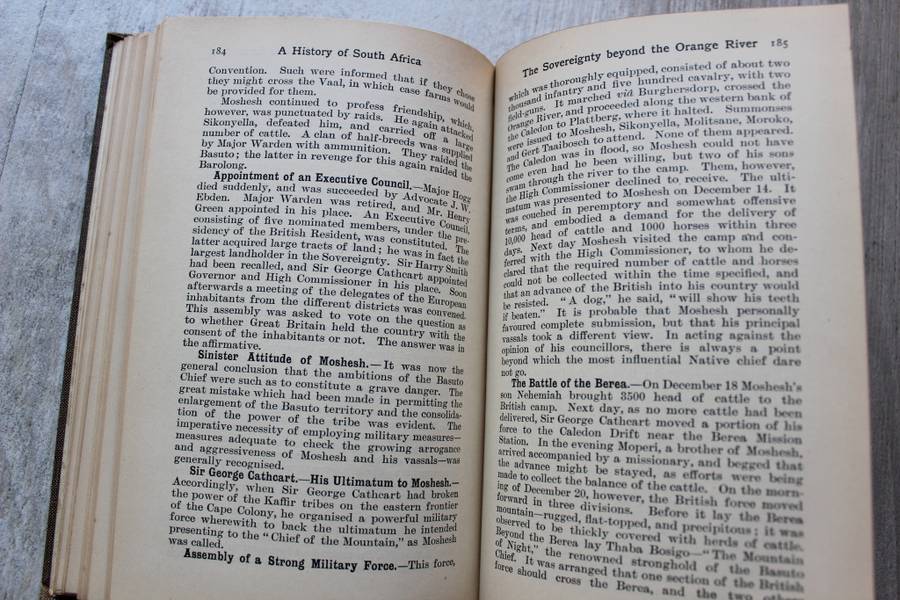 184 A History of South Africa
Convention. Such were informed that if they chose
they might cross the Vaal, in which case farms would
be provided for them.
Moshesh continued to profess friendship, which,
however, was punctuated by raids. He again attacked
Sikonyella, defeated him, and carried off a large
number of cattle. A clan of half-breeds was supplied
by Major Warden with ammunition. They raided the
Basuto; the latter in revenge for this again raided the
Barolong.
Appointment of an Executive Council.—Major Hogg
died suddenly, and was succeeded by Advocate J. W.
Ebden. Major Warden was retired, and Mr. Henry
Green appointed in his place. An Executive Council,
consisting of five nominated members, under the pre-
sidency of the British Resident, was constituted. The
latter acquired large tracts of land; he was in fact the
largest landholder in the Sovereignty. Sir Harry Smith
had been recalled, and Sir George Cathcart appointed
Governor and High Commissioner in his place. Soon
afterwards a meeting of the delegates of the European
inhabitants from the different districts was convened.
This assembly was asked to vote on the question as
to whether Great Britain held the country with the
consent of the inhabitants or not. The answer was in
the affirmative.
Sinister Attitude of Moshesh.—It was now the
general conclusion that the ambitions of the Basuto
Chief were such as to constitute a grave danger. The
great mistake which had been made in permitting the
enlargement of the Basuto territory and the consolida-
tion of the power of the tribe was evident. The
imperative necessity of employing military measures—
measures adequate to check the growing arrogance
and aggressiveness of Moshesh and his vassals—was
generally recognised.
Sir George Cathcart.—His Ultimatum to Moshesh.—
Accordingly, when Sir George Cathcart had broken
the power of the Kaffir tribes on the eastern frontier
of the Cape Colony, he organised a powerful military
force wherewith to back the ultimatum he intended
presenting to the "Chief of the Mountain," as Moshesh
was called.
Assembly of a Strong Military Force.—This force,
The Sovereignty beyond the Orange River 185
which was thoroughly equipped, consisted of about two
thousand infantry and five hundred cavalry, with two
field-guns. It marched viâ Burghersdorp, crossed the
Orange River, and proceeded along the western bank of
the Caledon to Plattberg, where it halted. Summonses
were issued to Moshesh, Sikonyella, Molitsane, Moroko,
and Gert Taaibosch to attend. None of them appeared.
The Caledon was in flood, so Moshesh could not have
come even had he been willing, but two of his sons
swam through the river to the camp. Them, however,
the High Commissioner declined to receive. The ulti-
matum was presented to Moshesh on December 14. It
was couched in peremptory and somewhat offensive
terms, and embodied a demand for the delivery of
10,000 head of cattle and 1000 horses within three
days. Next day Moshesh visited the camp and con-
ferred with the High Commissioner, to whom he de-
clared that the required number of cattle and horses
could not be collected within the time specified, and
that an advance of the British into his country would
be resisted. "A dog," he said, "will show his teeth
if beaten." It is probable that Moshesh personally
favoured complete submission, but that his principal
vassals took a different view. In acting against the
opinion of his councillors, there is always a point
beyond which the most influential Native chief dare
not go.
The Battle of the Berea.—On December 18 Moshesh's
son Nehemiah brought 3500 head of cattle to the
British camp. Next day, as no more cattle had been
delivered, Sir George Cathcart moved a portion of his
force to the Caledon Drift near the Berea Mission
Station. In the evening Moperi, a brother of Moshesh,
arrived accompanied by a missionary, and begged that
the advance might be stayed, as efforts were being
made to collect the balance of the cattle. On the morn-
ing of December 20, however, the British force moved
forward in three divisions. Before it lay the Berea
mountain—rugged, flat-topped, and precipitous; it was
observed to be thickly covered with herds of cattle.
Beyond the Berea lay Thaba Bosigo—"The Mountain
of Night," the renowned stronghold of the Basuto
Chief. It was arranged that one section of the British
force should cross the Berea, and the two others